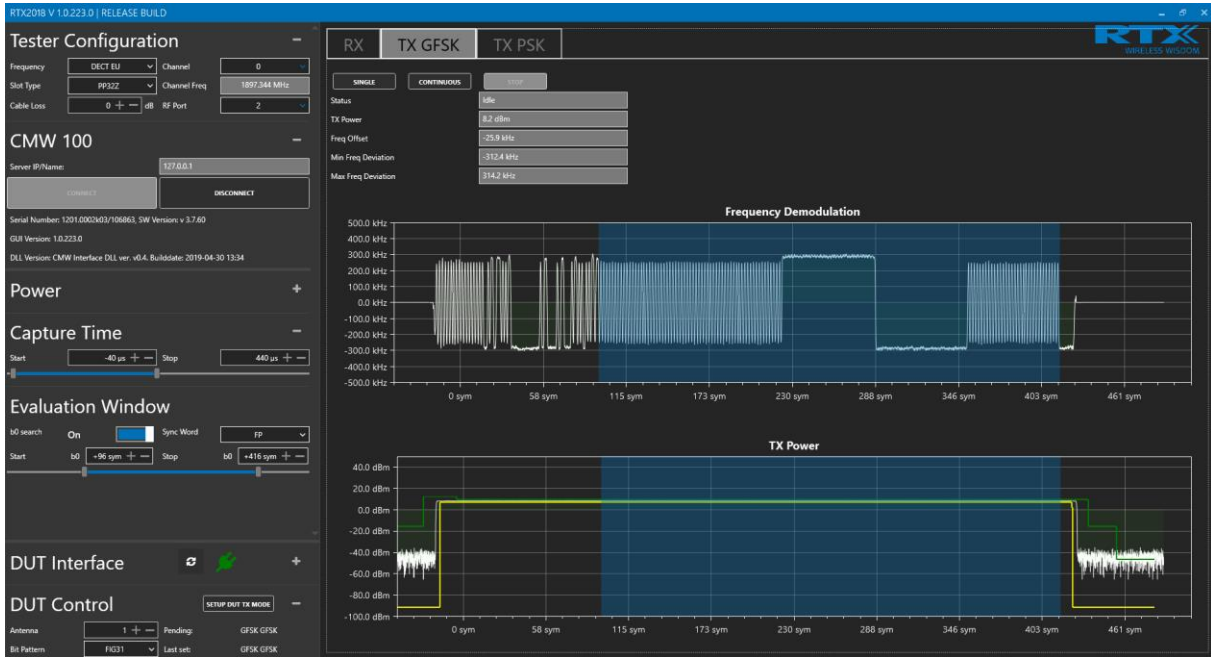 RTX2018 V 1.0.223.0 | RELEASE BUILD
Tester Configuration
Frequency DECT EU Channel 0
Slot Type PP32Z Channel Freq 1897.344 MHz
Cable Loss 0 dB RF Port 2
CMW 100
Server IP/Name: 127.0.0.1
CONNECT DISCONNECT
Serial Number: 1201.0002k03/106863, SW Version: v 3.7.60
GUI Version: 1.0.223.0
DLL Version: CMW Interface DLL ver. v0.4. Builddate: 2019-04-30 13:34
Power
Capture Time
Start -40 µs Stop 440 µs
Evaluation Window
b0 search On Sync Word FP
Start b0 +96 sym Stop b0 +416 sym
DUT Interface
DUT Control SETUP DUT TX MODE
Antenna 1 Pending: GFSK GFSK
Bit Pattern FIG31 Last set: GFSK GFSK
RX TX GFSK TX PSK
RTX
WIRELESS WISDOM
SINGLE CONTINUOUS STOP
Status Idle
TX Power 8.2 dBm
Freq Offset -25.9 kHz
Min Freq Deviation -312.4 kHz
Max Freq Deviation 314.2 kHz
Frequency Demodulation
500.0 kHz
400.0 kHz
300.0 kHz
200.0 kHz
100.0 kHz
0.0 kHz
-100.0 kHz
-200.0 kHz
-300.0 kHz
-400.0 kHz
-500.0 kHz
0 sym 58 sym 115 sym 173 sym 230 sym 288 sym 346 sym 403 sym 461 sym
TX Power
40.0 dBm
20.0 dBm
0.0 dBm
-20.0 dBm
-40.0 dBm
-60.0 dBm
-80.0 dBm
-100.0 dBm
0 sym 58 sym 115 sym 173 sym 230 sym 288 sym 346 sym 403 sym 461 sym